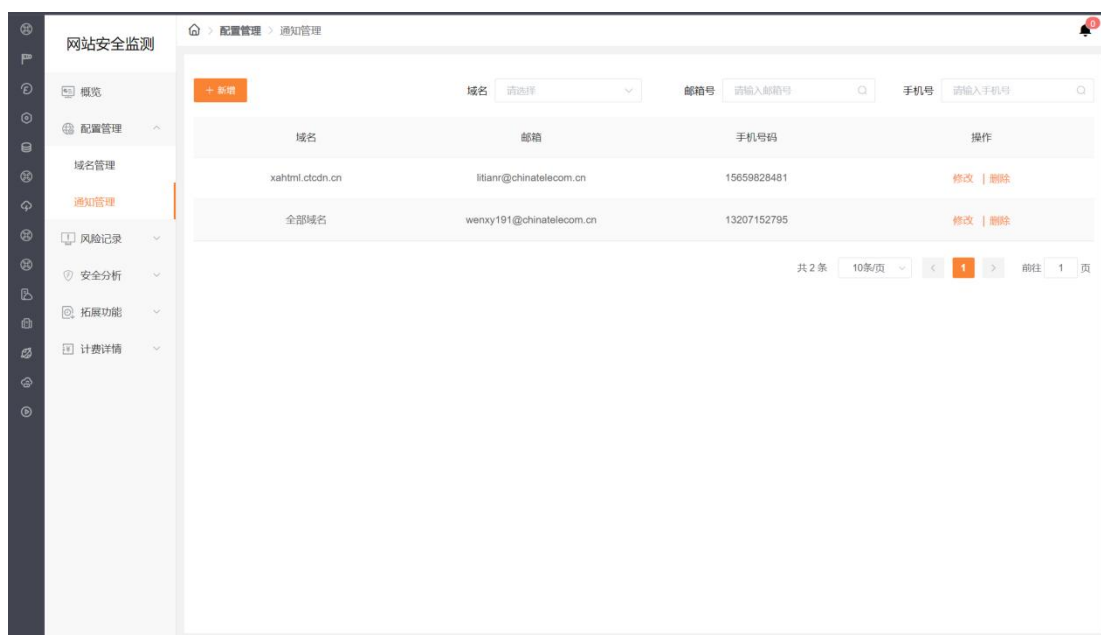 网站安全监测
概览
配置管理
域名管理
通知管理
风险记录
安全分析
拓展功能
计费详情
配置管理 > 通知管理
0
+ 新增
域名 请选择 邮箱号 请输入邮箱号 手机号 请输入手机号
域名 邮箱 手机号码 操作
xahtml.ctcdn.cn litianr@chinatelecom.cn 15659828481 修改 | 删除
全部域名 wenxy191@chinatelecom.cn 13207152795 修改 | 删除
共 2 条 10条/页 < 1 > 前往 1 页